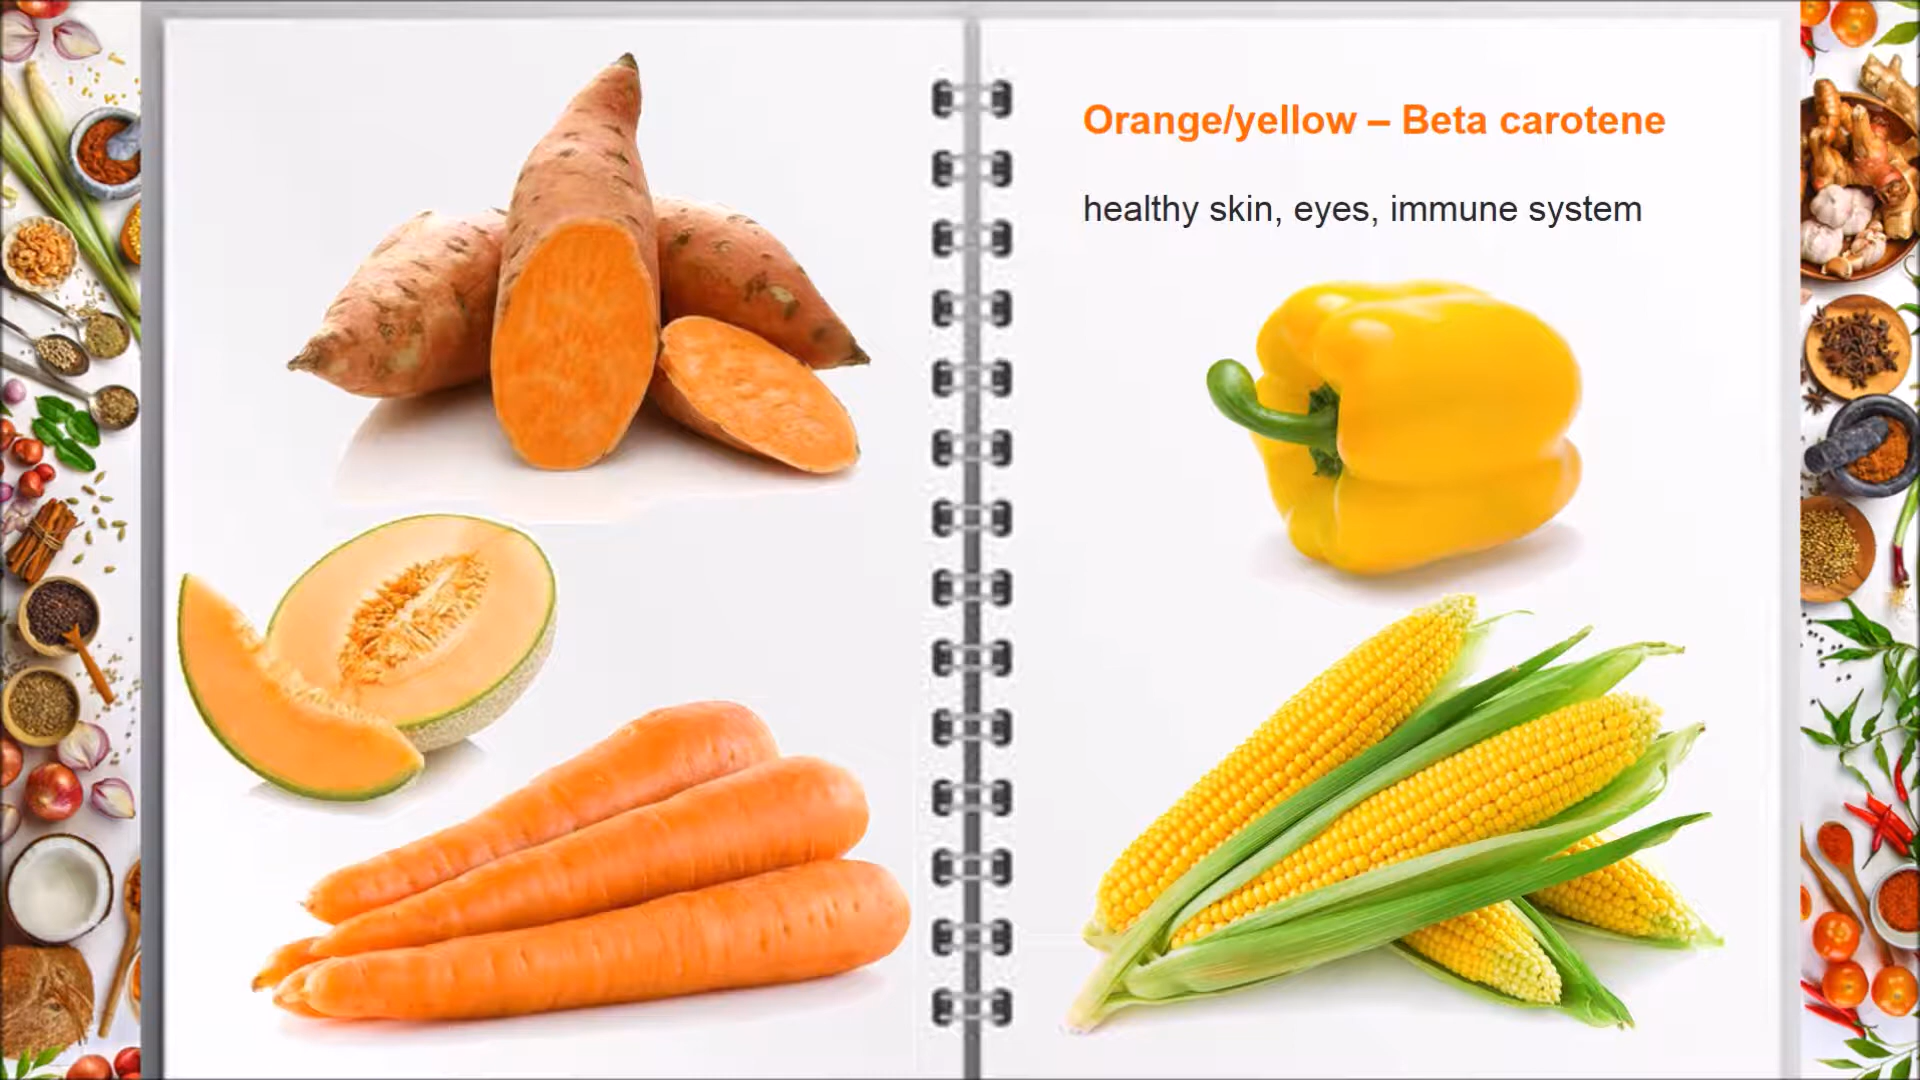 Orange/yellow – Beta carotene
healthy skin, eyes, immune system